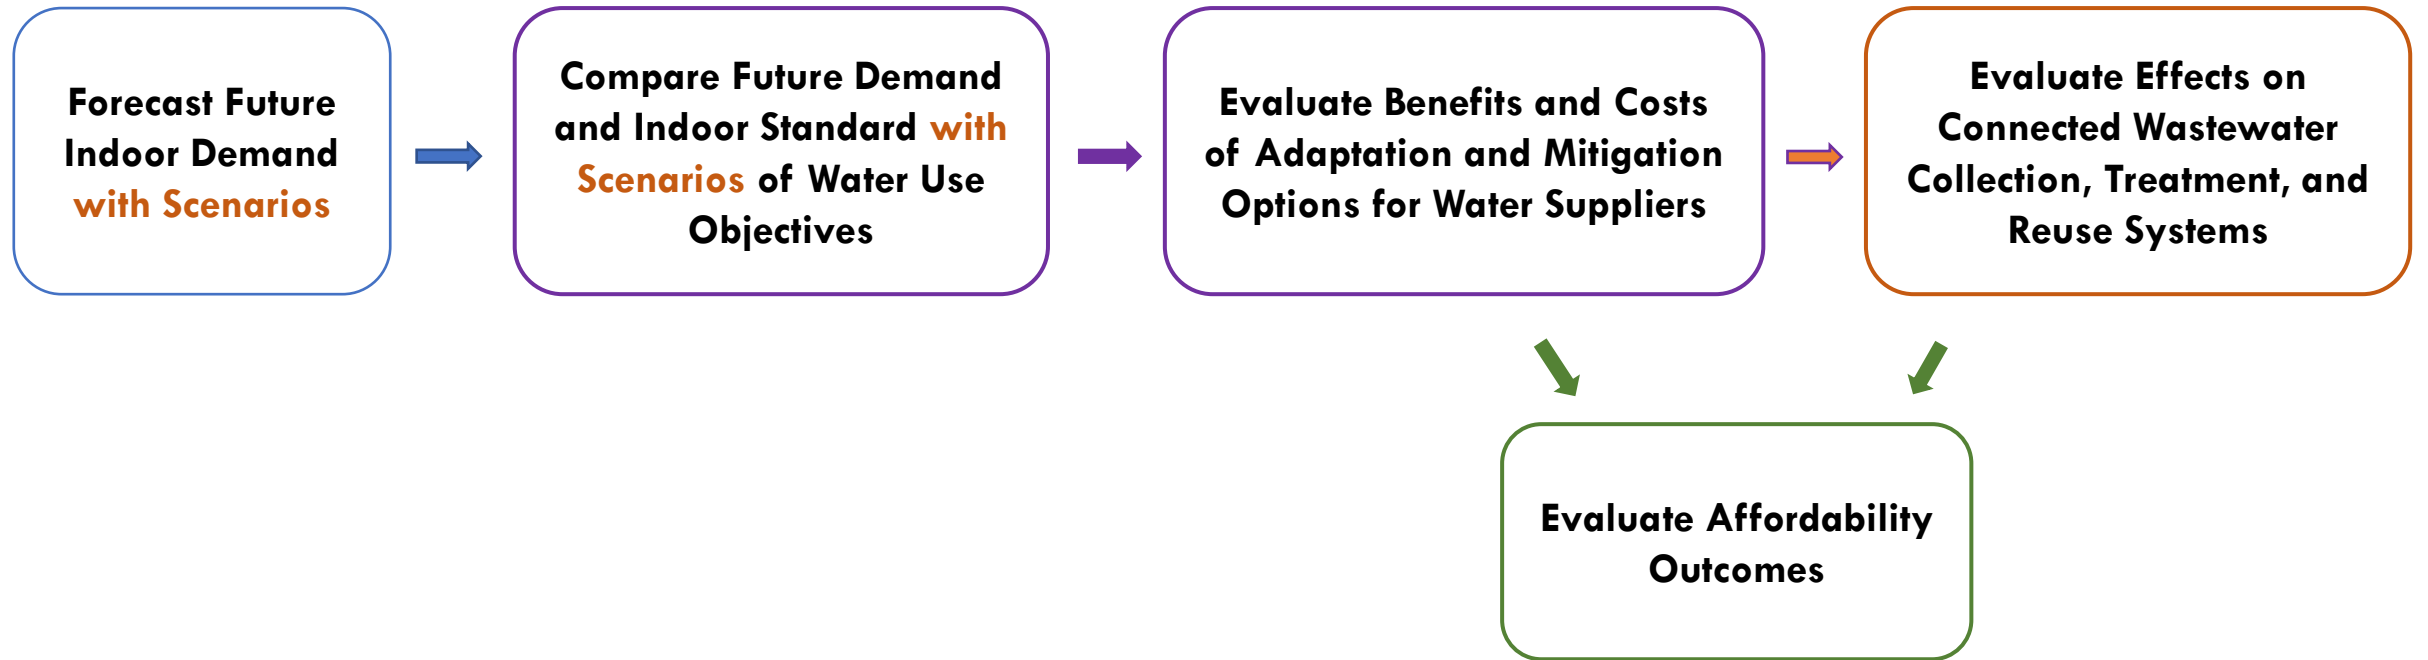 Forecast Future
Indoor Demand
with Scenarios
Compare Future Demand
and Indoor Standard with
Scenarios of Water Use
Objectives
Evaluate Benefits and Costs
of Adaptation and Mitigation
Options for Water Suppliers
Evaluate Effects on
Connected Wastewater
Collection, Treatment, and
Reuse Systems
Evaluate Affordability
Outcomes